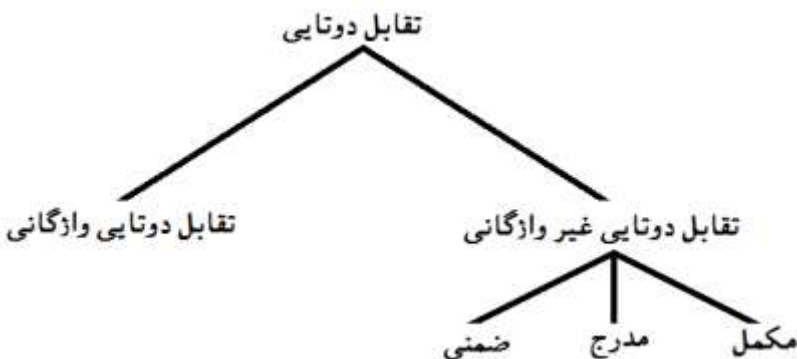 تقابل دوتایی
تقابل دوتایی غیر واژگانی
تقابل دوتایی واژگانی
مکمل
مدرج
ضمنی